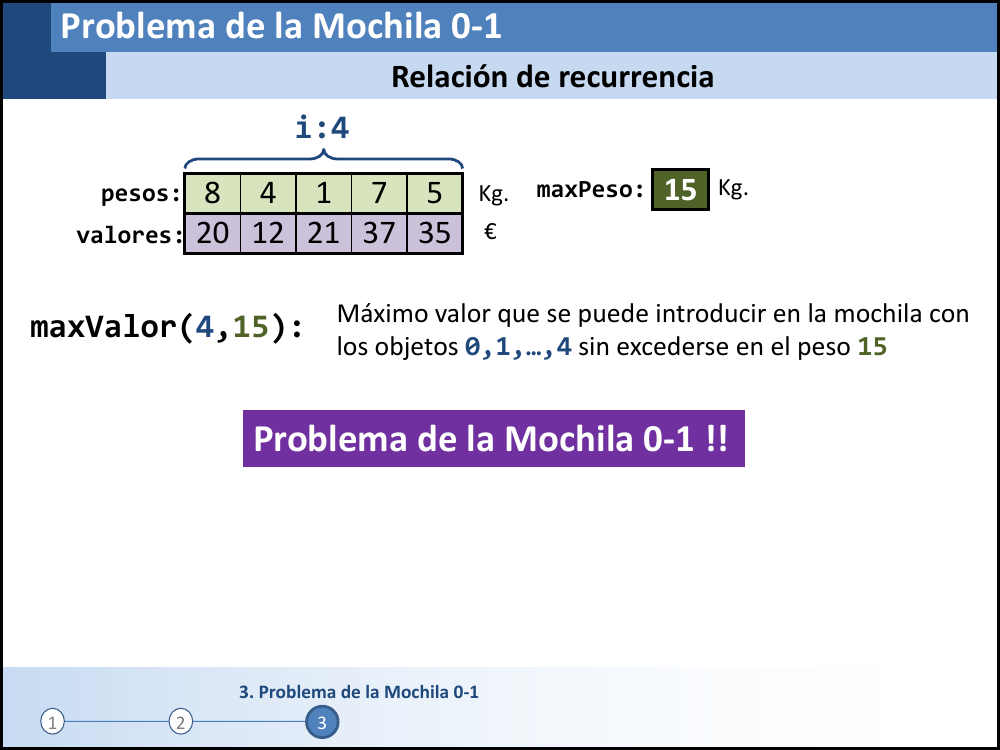 Problema de la Mochila 0-1
Relación de recurrencia
i:4
pesos: 8 4 1 7 5 Kg. maxPeso: 15 Kg.
valores: 20 12 21 37 35 €
maxValor(4,15): Máximo valor que se puede introducir en la mochila con
los objetos 0,1,…,4 sin excederse en el peso 15
Problema de la Mochila 0-1 !!
3. Problema de la Mochila 0-1
1 2 3